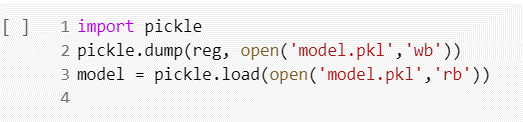 [ ] 1 import pickle
2 pickle.dump(reg, open('model.pkl','wb'))
3 model = pickle.load(open('model.pkl','rb'))
4